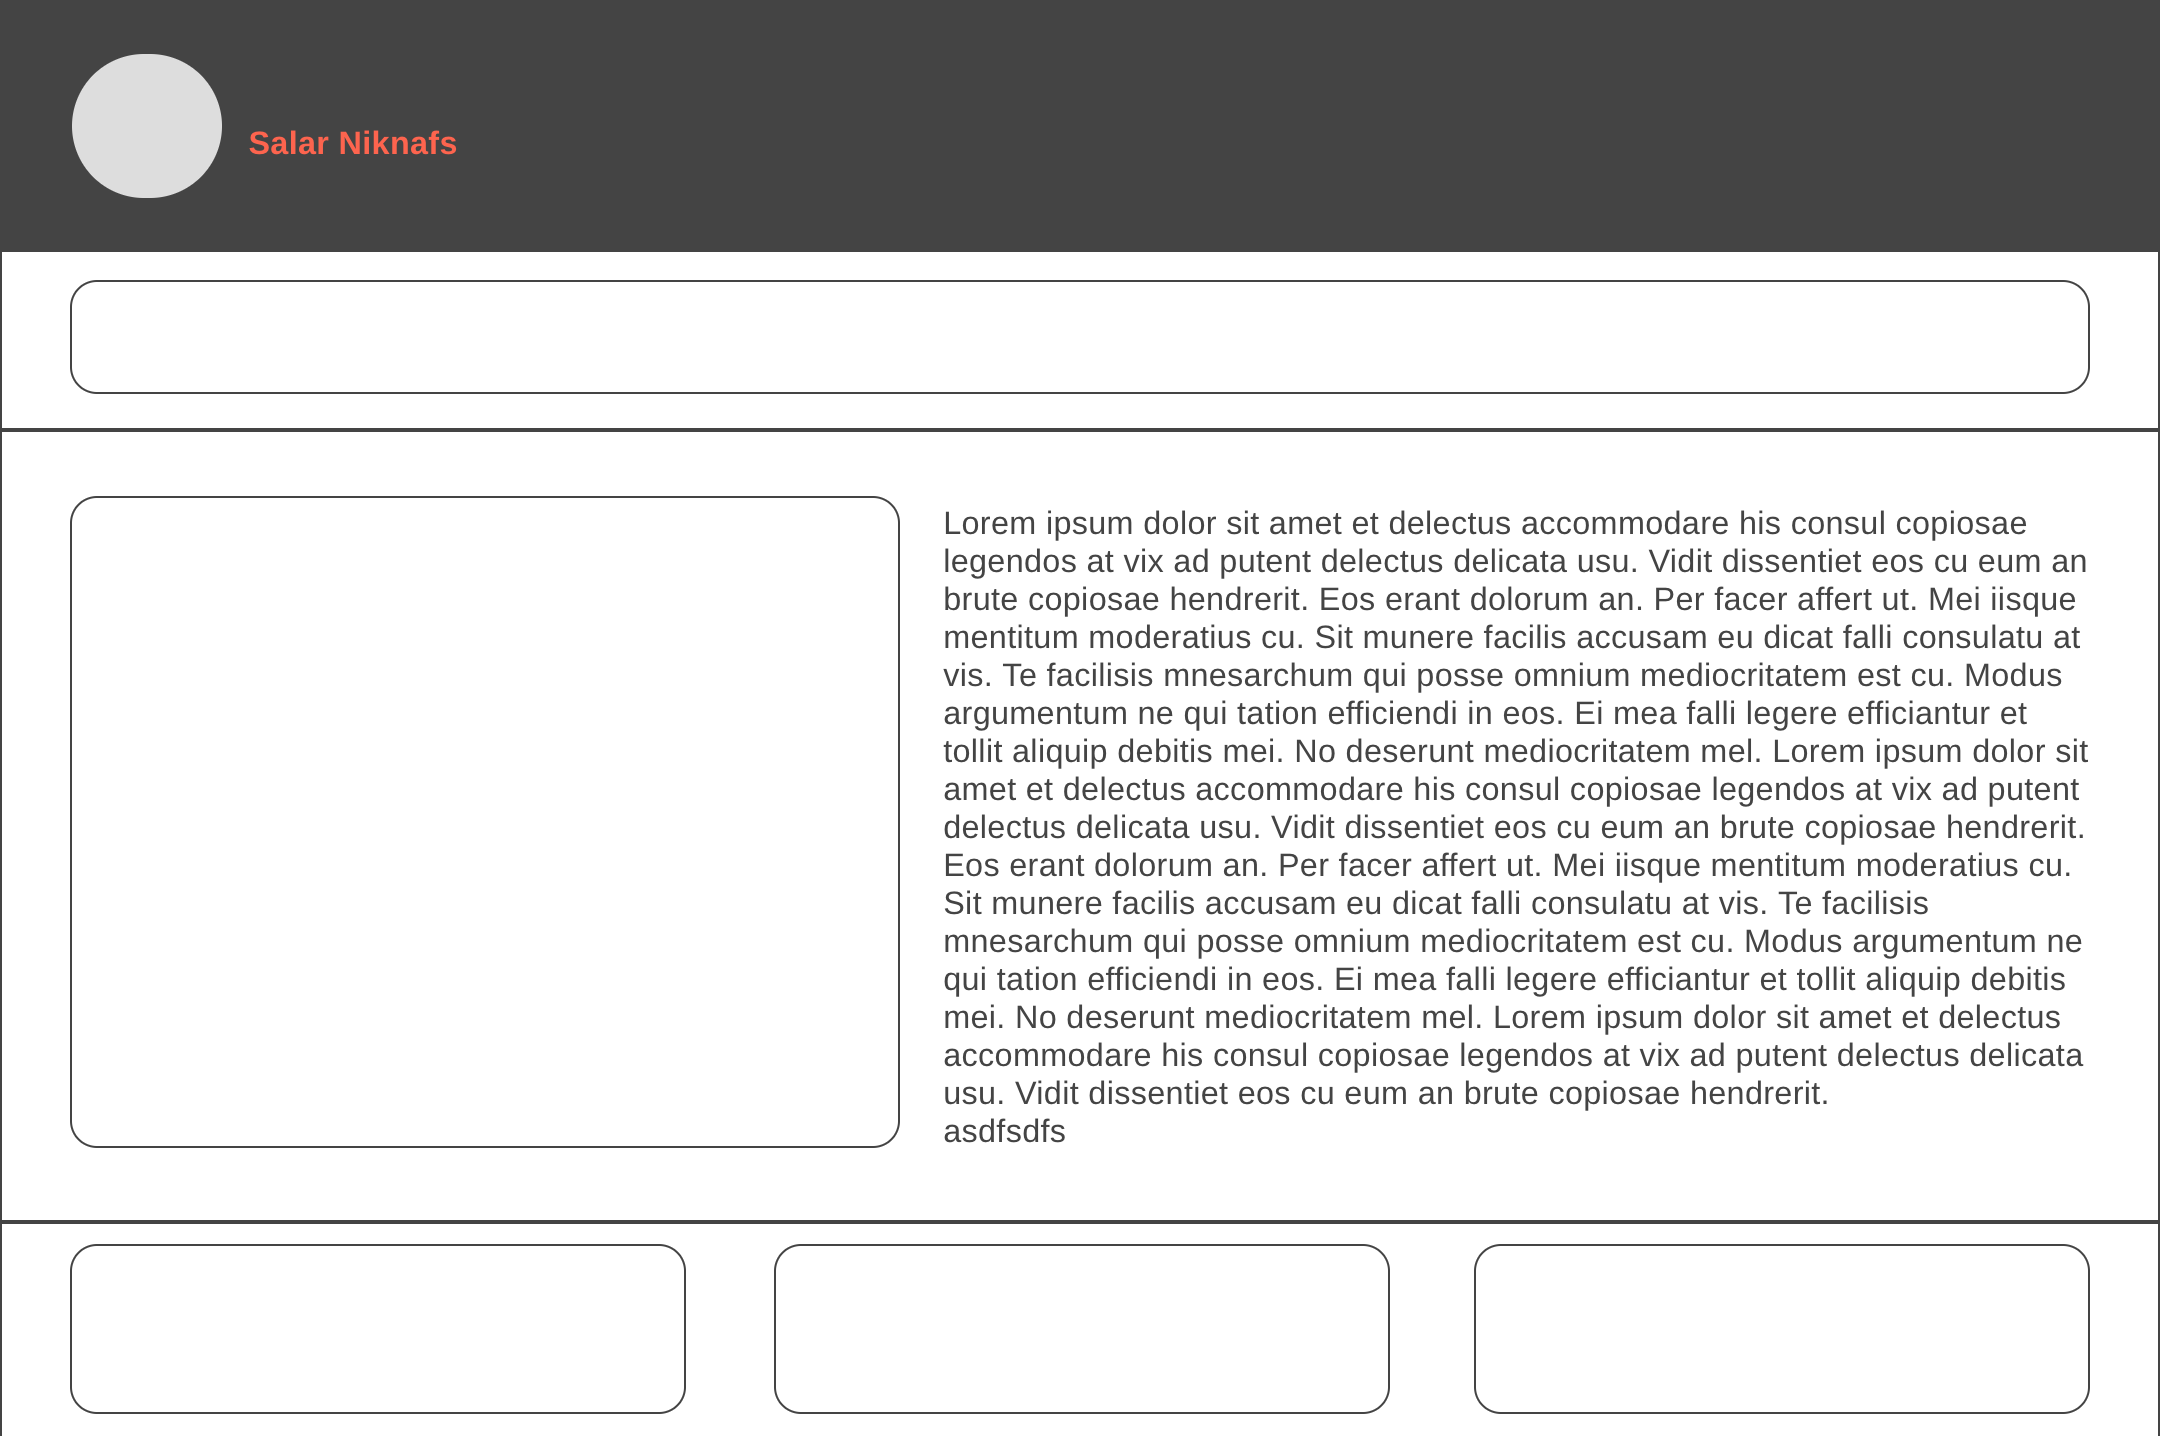 Salar Niknafs
Lorem ipsum dolor sit amet et delectus accommodare his consul copiosae
legendos at vix ad putent delectus delicata usu. Vidit dissentiet eos cu eum an
brute copiosae hendrerit. Eos erant dolorum an. Per facer affert ut. Mei iisque
mentitum moderatius cu. Sit munere facilis accusam eu dicat falli consulatu at
vis. Te facilisis mnesarchum qui posse omnium mediocritatem est cu. Modus
argumentum ne qui tation efficiendi in eos. Ei mea falli legere efficiantur et
tollit aliquip debitis mei. No deserunt mediocritatem mel. Lorem ipsum dolor sit
amet et delectus accommodare his consul copiosae legendos at vix ad putent
delectus delicata usu. Vidit dissentiet eos cu eum an brute copiosae hendrerit.
Eos erant dolorum an. Per facer affert ut. Mei iisque mentitum moderatius cu.
Sit munere facilis accusam eu dicat falli consulatu at vis. Te facilisis
mnesarchum qui posse omnium mediocritatem est cu. Modus argumentum ne
qui tation efficiendi in eos. Ei mea falli legere efficiantur et tollit aliquip debitis
mei. No deserunt mediocritatem mel. Lorem ipsum dolor sit amet et delectus
accommodare his consul copiosae legendos at vix ad putent delectus delicata
usu. Vidit dissentiet eos cu eum an brute copiosae hendrerit.
asdfsdfs